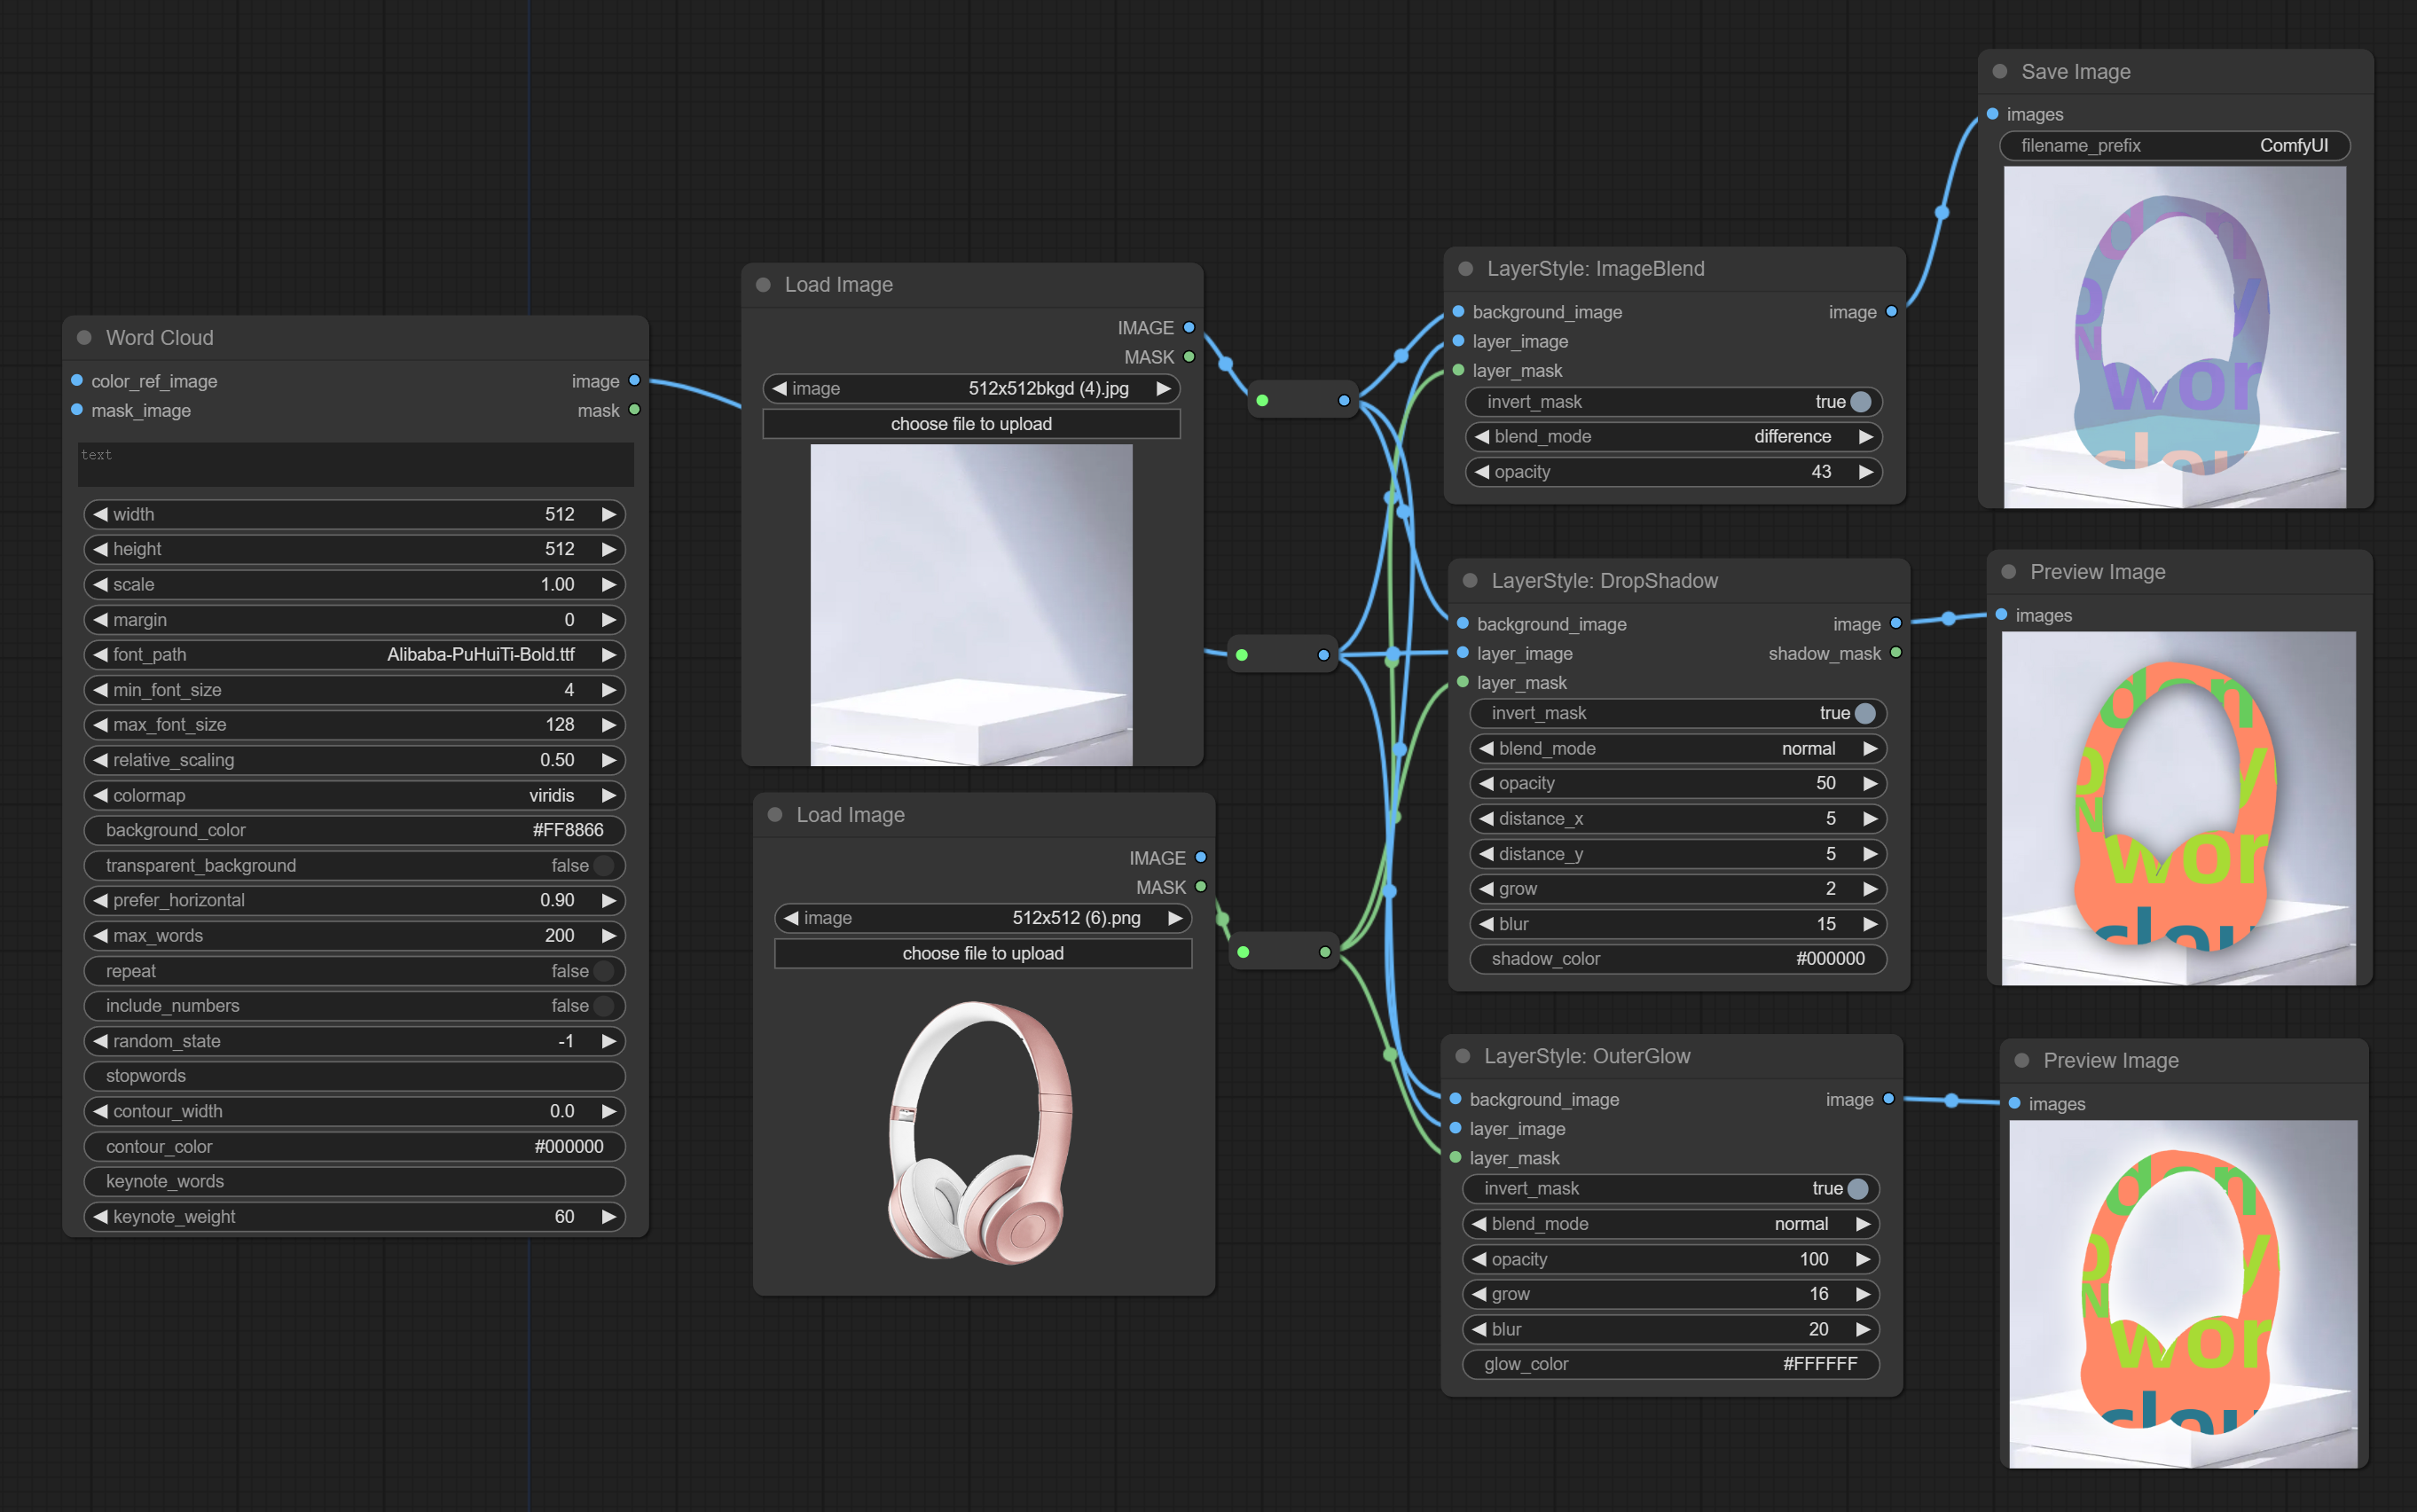 Word Cloud
color_ref_image
image
mask_image
mask
text
width 512
height 512
scale 1.00
margin 0
font_path Alibaba-PuHuiTi-Bold.ttf
min_font_size 4
max_font_size 128
relative_scaling 0.50
colormap viridis
background_color #FF8866
transparent_background false
prefer_horizontal 0.90
max_words 200
repeat false
include_numbers false
random_state -1
stopwords
contour_width 0.0
contour_color #000000
keynote_words
keynote_weight 60
Load Image
IMAGE
MASK
image 512x512bkgd (4).jpg
choose file to upload
Load Image
IMAGE
MASK
image 512x512 (6).png
choose file to upload
LayerStyle: ImageBlend
background_image
image
layer_image
layer_mask
invert_mask true
blend_mode difference
opacity 43
LayerStyle: DropShadow
background_image
image
layer_image
shadow_mask
layer_mask
invert_mask true
blend_mode normal
opacity 50
distance_x 5
distance_y 5
grow 2
blur 15
shadow_color #000000
LayerStyle: OuterGlow
background_image
image
layer_image
layer_mask
invert_mask true
blend_mode normal
opacity 100
grow 16
blur 20
glow_color #FFFFFF
Save Image
images
filename_prefix ComfyUI
wor
clou
Preview Image
images
wor
clou
Preview Image
images
wor
clou